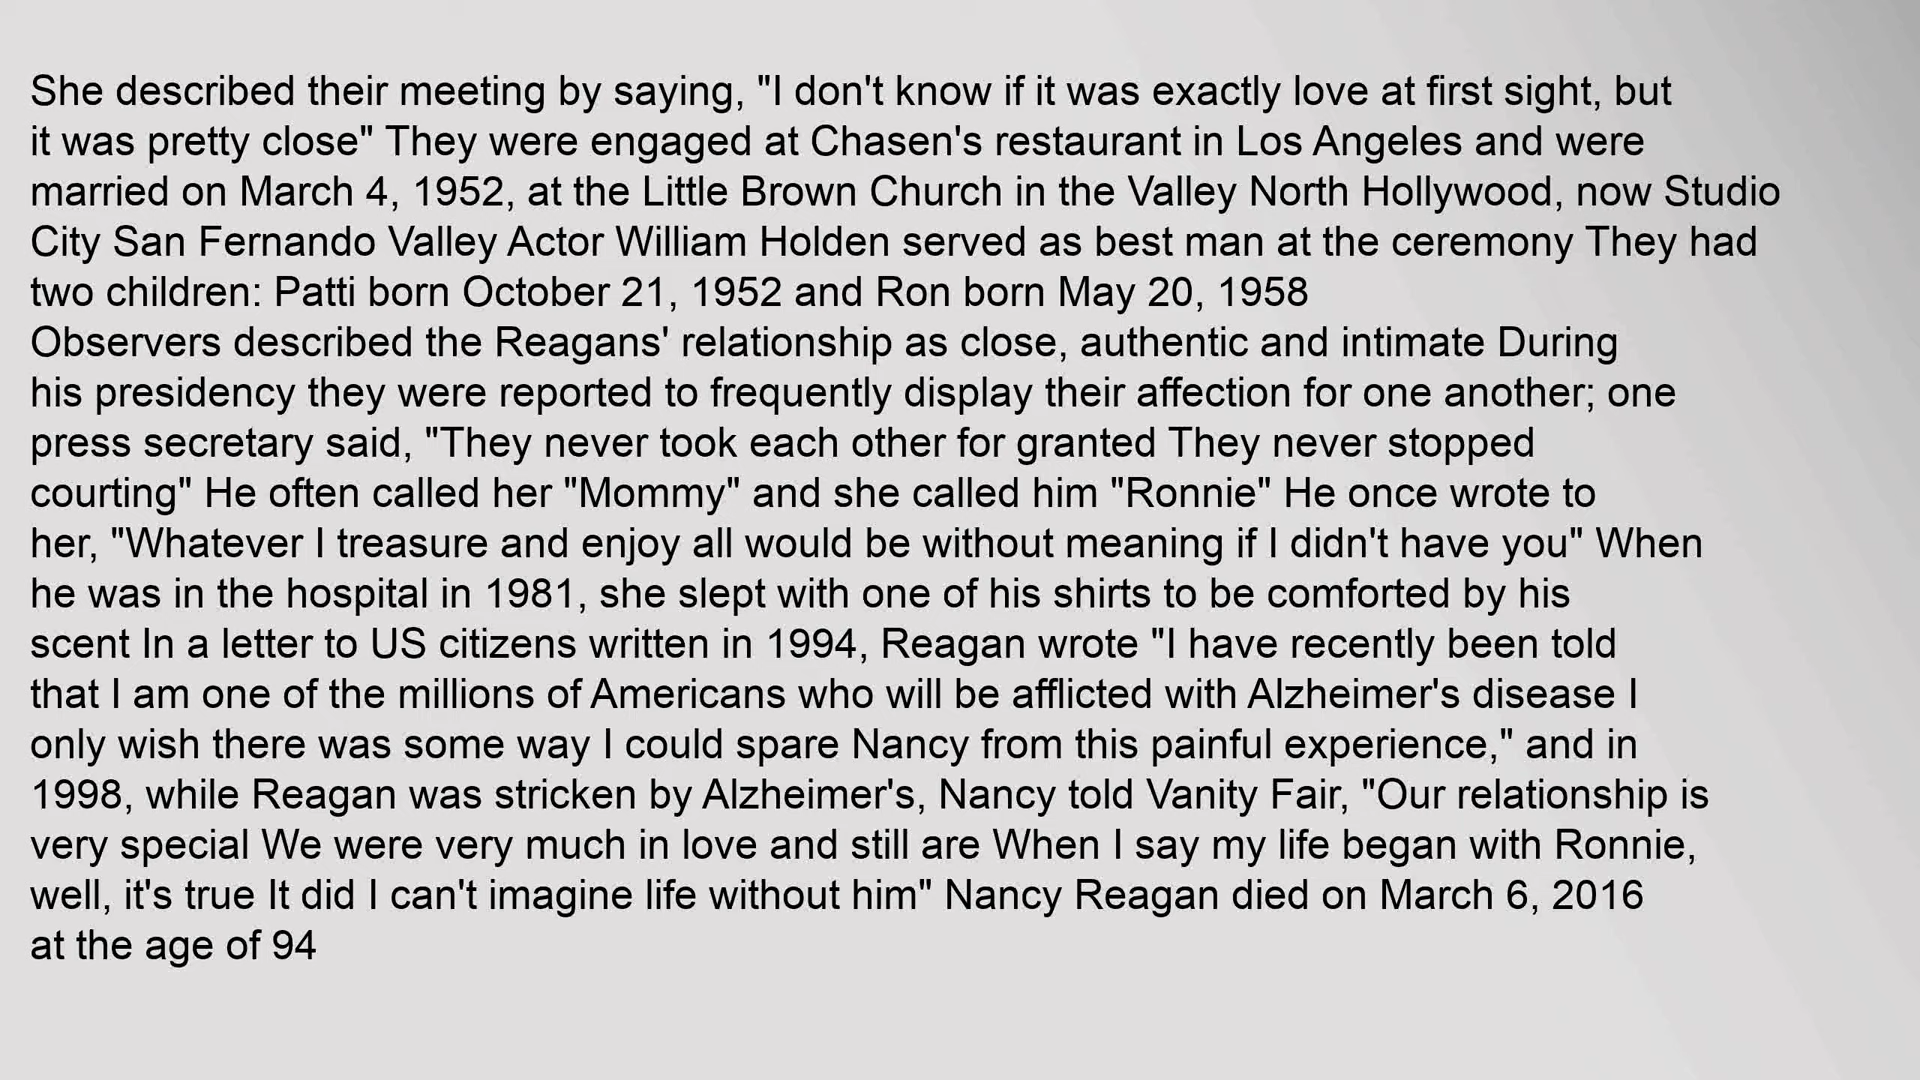 She described their meeting by saying, "I don't know if it was exactly love at first sight, but
it was pretty close" They were engaged at Chasen's restaurant in Los Angeles and were
married on March 4, 1952, at the Little Brown Church in the Valley North Hollywood, now Studio
City San Fernando Valley Actor William Holden served as best man at the ceremony They had
two children: Patti born October 21, 1952 and Ron born May 20, 1958
Observers described the Reagans' relationship as close, authentic and intimate During
his presidency they were reported to frequently display their affection for one another; one
press secretary said, "They never took each other for granted They never stopped
courting" He often called her "Mommy" and she called him "Ronnie" He once wrote to
her, "Whatever I treasure and enjoy all would be without meaning if I didn't have you" When
he was in the hospital in 1981, she slept with one of his shirts to be comforted by his
scent In a letter to US citizens written in 1994, Reagan wrote "I have recently been told
that I am one of the millions of Americans who will be afflicted with Alzheimer's disease I
only wish there was some way I could spare Nancy from this painful experience," and in
1998, while Reagan was stricken by Alzheimer's, Nancy told Vanity Fair, "Our relationship is
very special We were very much in love and still are When I say my life began with Ronnie,
well, it's true It did I can't imagine life without him" Nancy Reagan died on March 6, 2016
at the age of 94